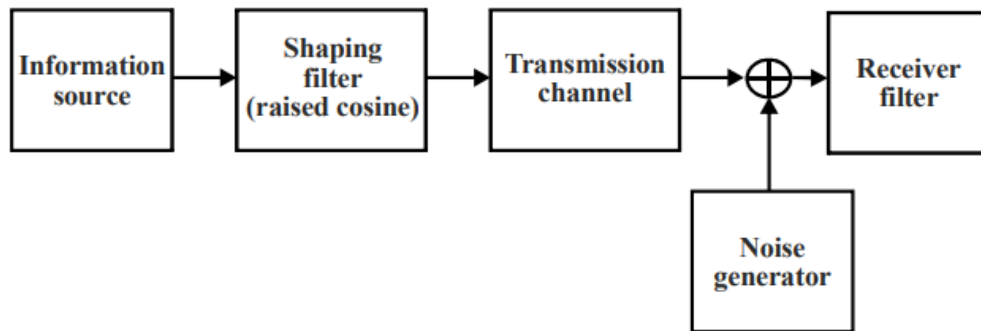 Information
source
Shaping
filter
(raised cosine)
Transmission
channel
Receiver
filter
Noise
generator